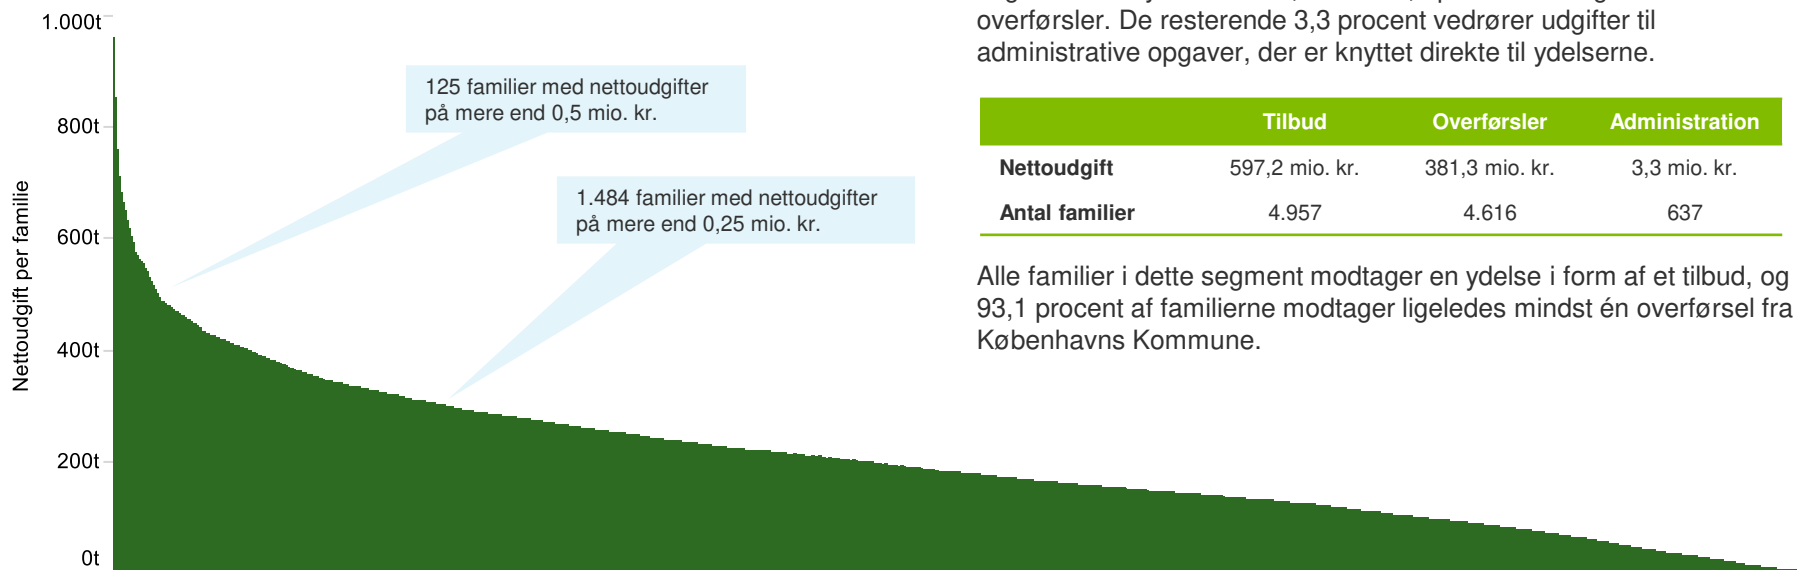 1.000t
800t
600t
400t
200t
0t
Nettoudgift per familie
125 familier med nettoudgifter
på mere end 0,5 mio. kr.
1.484 familier med nettoudgifter
på mere end 0,25 mio. kr.
overførsler. De resterende 3,3 procent vedrører udgifter til
administrative opgaver, der er knyttet direkte til ydelserne.
Tilbud Overførsler Administration
Nettoudgift 597,2 mio. kr. 381,3 mio. kr. 3,3 mio. kr.
Antal familier 4.957 4.616 637
Alle familier i dette segment modtager en ydelse i form af et tilbud, og
93,1 procent af familierne modtager ligeledes mindst én overførsel fra
Københavns Kommune.